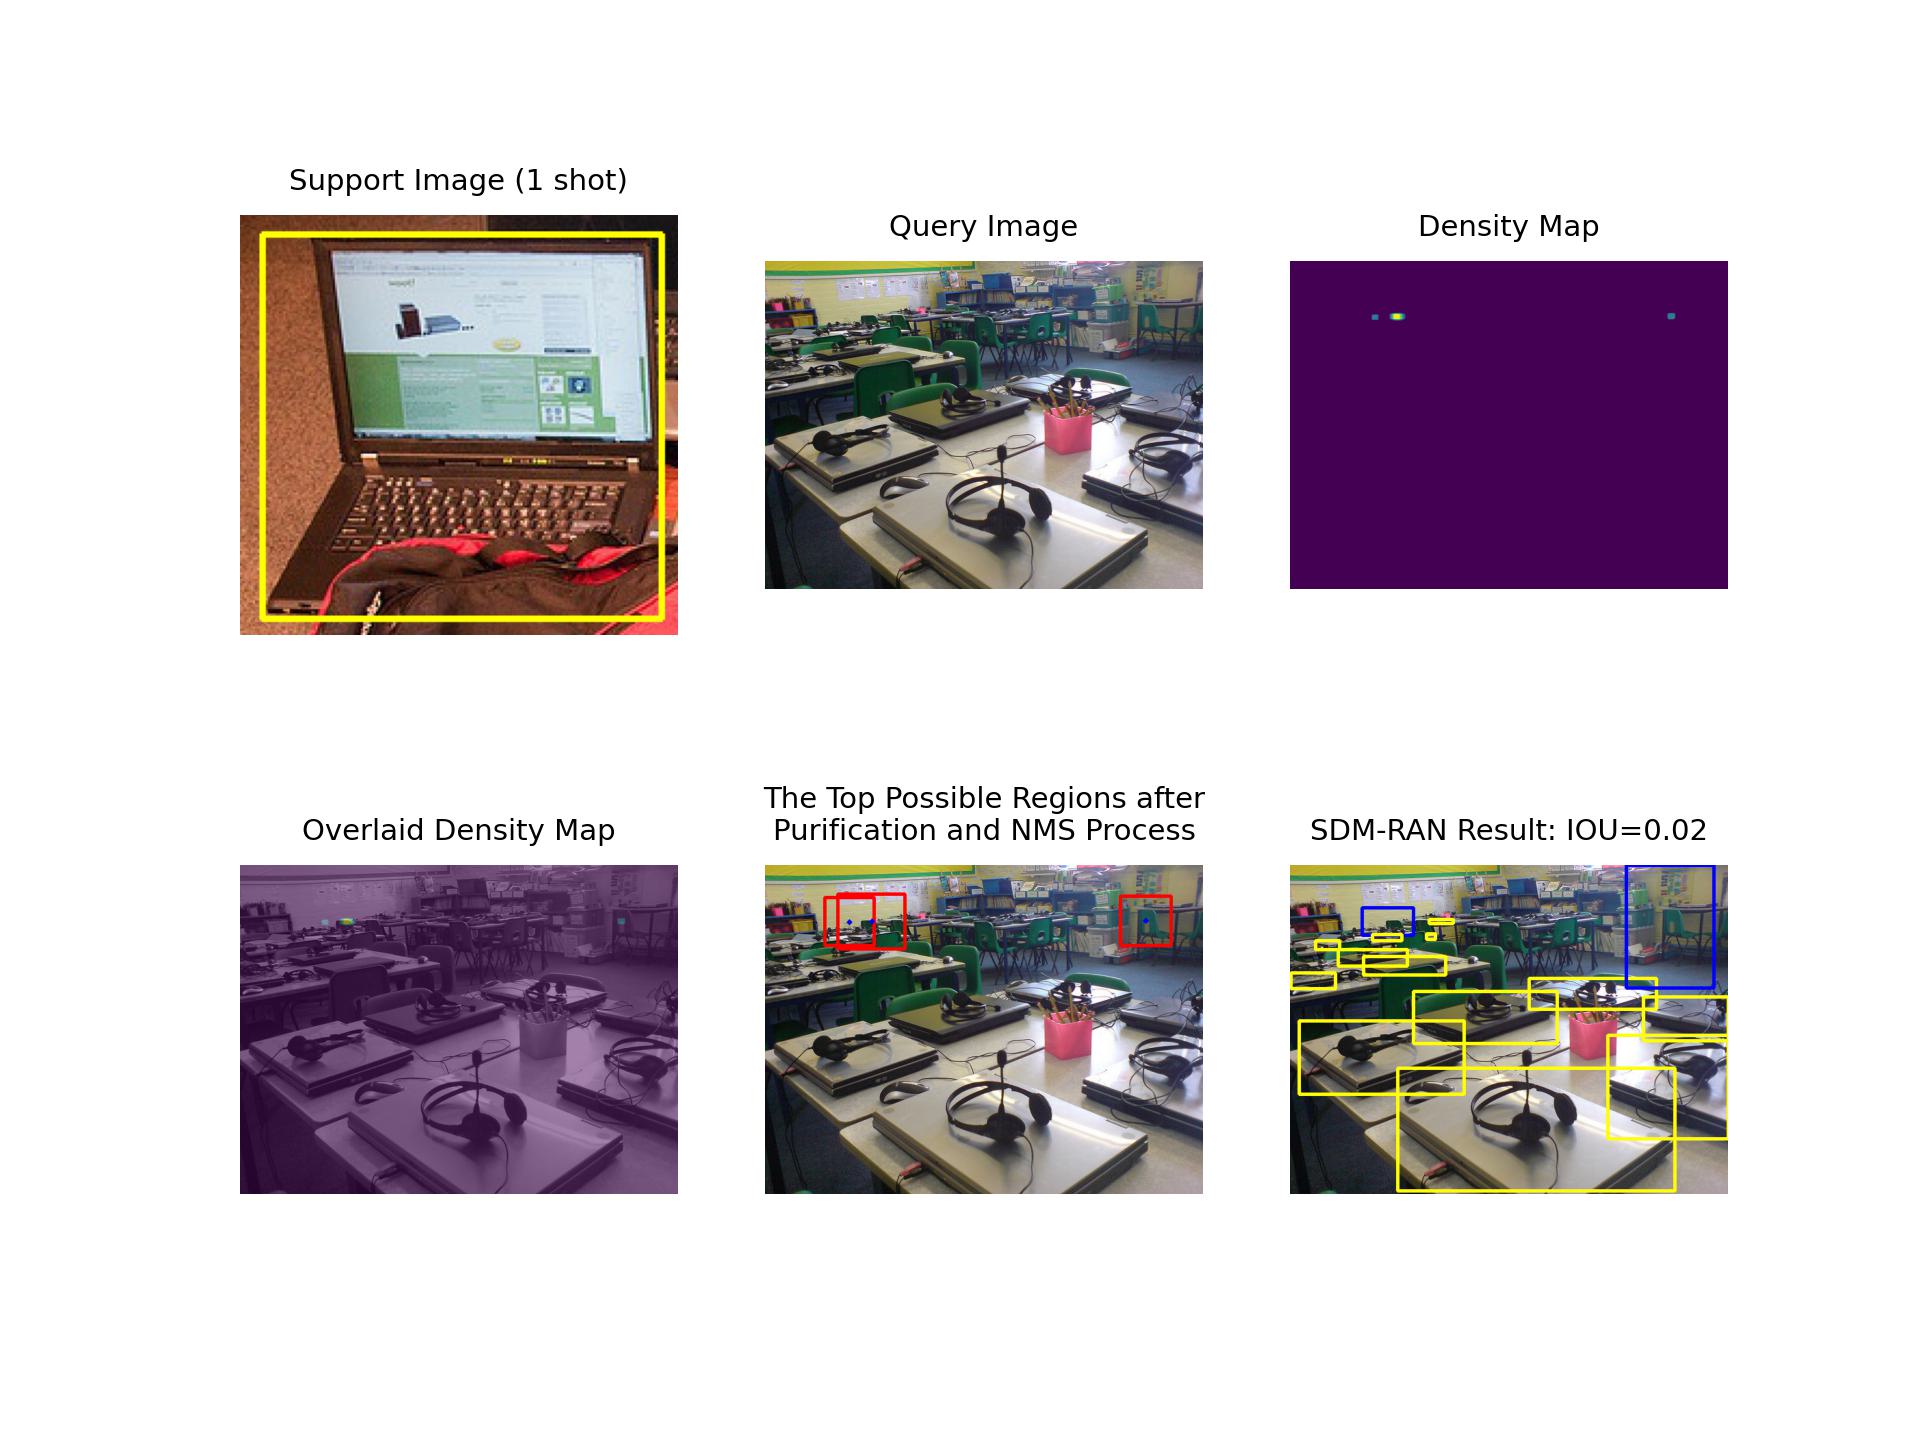 Support Image (1 shot)
Query Image
Density Map
woot!
Overlaid Density Map
The Top Possible Regions after
Purification and NMS Process
SDM-RAN Result: IOU=0.02